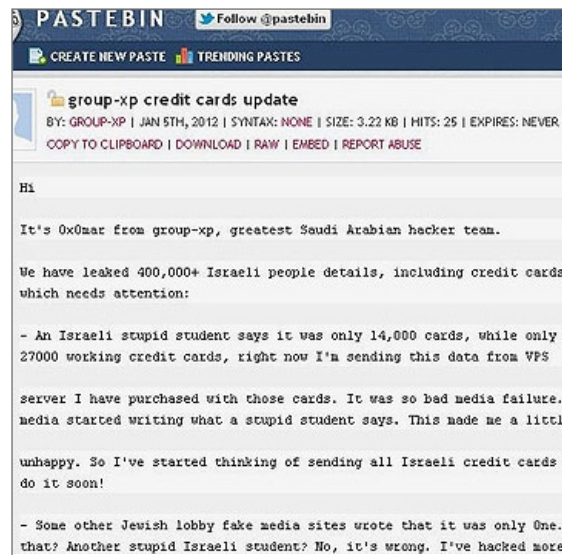 PASTEBIN Follow @pastebin
CREATE NEW PASTE TRENDING PASTES
group-xp credit cards update
BY: GROUP-XP | JAN 5TH, 2012 | SYNTAX: NONE | SIZE: 3.22 KB | HITS: 25 | EXPIRES: NEVER
COPY TO CLIPBOARD | DOWNLOAD | RAW | EMBED | REPORT ABUSE
Hi
It's 0xOmar from group-xp, greatest Saudi Arabian hacker team.
We have leaked 400,000+ Israeli people details, including credit cards
which needs attention:
- An Israeli stupid student says it was only 14,000 cards, while only
27000 working credit cards, right now I'm sending this data from VPS
server I have purchased with those cards. It was so bad media failure.
media started writing what a stupid student says. This made me a littl
unhappy. So I've started thinking of sending all Israeli credit cards
do it soon!
- Some other Jewish lobby fake media sites wrote that it was only One.
that? Another stupid Israeli student? No, it's wrong. I've hacked more